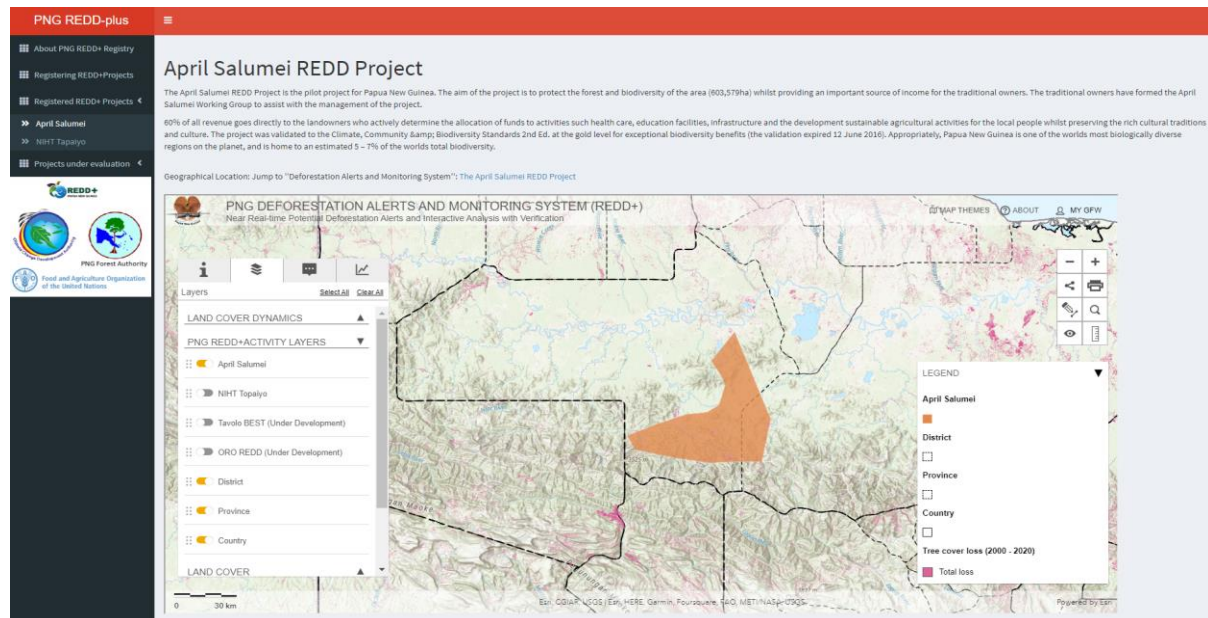 PNG REDD-plus
About PNG REDD+ Registry
Registering REDD+Projects
Registered REDD+ Projects
April Salumei
NIHT Tapaiyo
Projects under evaluation
REDD+
PNG Forest Authority
Food and Agriculture Organization
of the United Nations
April Salumei REDD Project
The April Salumei REDD Project is the pilot project for Papua New Guinea. The aim of the project is to protect the forest and biodiversity of the area (603,579ha) whilst providing an important source of income for the traditional owners. The traditional owners have formed the April
Salumei Working Group to assist with the management of the project.
60% of all revenue goes directly to the landowners who actively determine the allocation of funds to activities such health care, education facilities, infrastructure and the development sustainable agricultural activities for the local people whilst preserving the rich cultural traditions
and culture. The project was validated to the Climate, Community &amp; Biodiversity Standards 2nd Ed. at the gold level for exceptional biodiversity benefits (the validation expired 12 June 2016). Appropriately, Papua New Guinea is one of the worlds most biologically diverse
regions on the planet, and is home to an estimated 5 – 7% of the worlds total biodiversity.
Geographical Location: Jump to "Deforestation Alerts and Monitoring System": The April Salumei REDD Project
PNG DEFORESTATION ALERTS AND MONITORING SYSTEM (REDD+)
Near Real-time Potential Deforestation Alerts and Interactive Analysis with Verification
MAP THEMES ABOUT MY GFW
Layers Select All Clear All
LAND COVER DYNAMICS
PNG REDD+ACTIVITY LAYERS
April Salumei
NIHT Topaiyo
Tavolo BEST (Under Development)
ORO REDD (Under Development)
District
Province
Country
LAND COVER
LEGEND
April Salumei
District
Province
Country
Tree cover loss (2000 - 2020)
Total loss
0 30 km
Esri, CGIAR, USGS | Esri, HERE, Garmin, Foursquare, FAO, METI/NASA, USGS
Powered by Esri